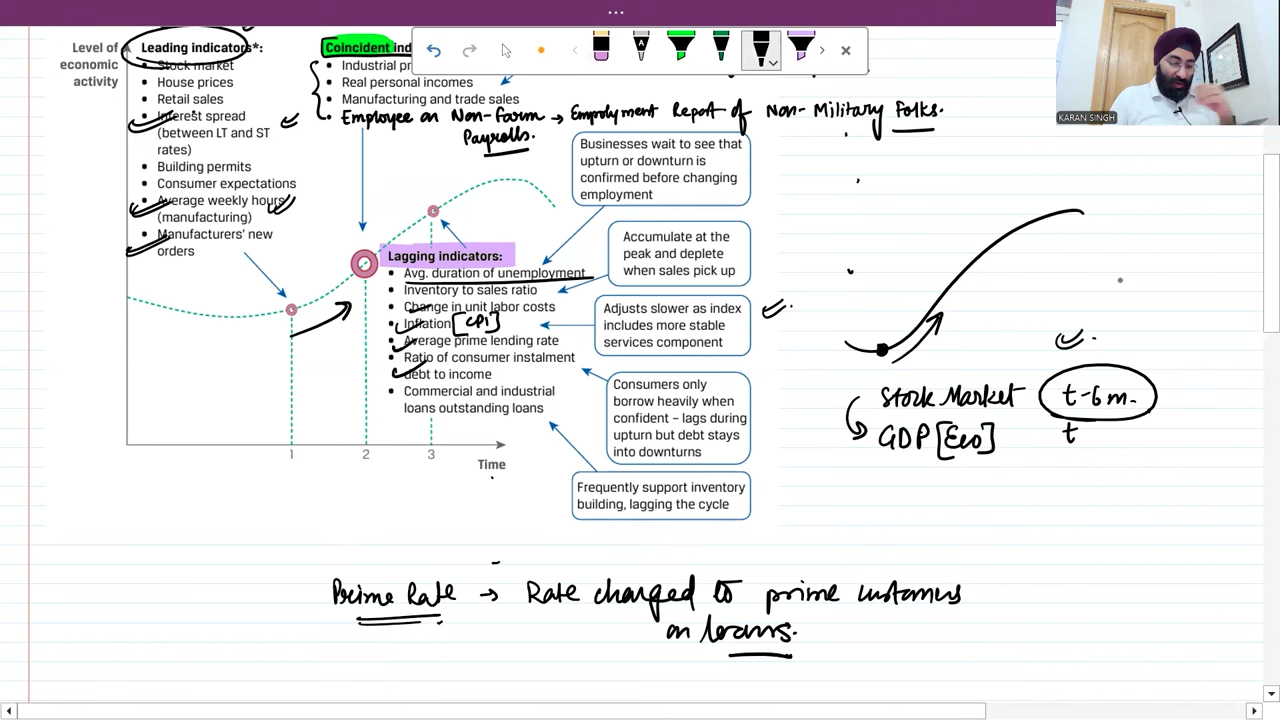 Level of
economic
activity
Leading indicators*:
Stock market
House prices
Retail sales
Interest spread
(between LT and ST
rates)
Building permits
Consumer expectations
Average weekly hours
(manufacturing)
Manufacturers' new
orders
Coincident ind
Industrial pr
Real personal incomes
Manufacturing and trade sales
Employee on Non-farm → Employment Report of Non-Military folks.
Payrolls.
Businesses wait to see that
upturn or downturn is
confirmed before changing
employment
Accumulate at the
peak and deplete
when sales pick up
Adjusts slower as index
includes more stable
services component
Consumers only
borrow heavily when
confident – lags during
upturn but debt stays
into downturns
Frequently support inventory
building, lagging the cycle
Lagging indicators:
Avg. duration of unemployment
Inventory to sales ratio
Change in unit labor costs
Inflation [CPI]
Average prime lending rate
Ratio of consumer instalment
debt to income
Commercial and industrial
loans outstanding loans
1
2
3
Time
Stock Market t-6m.
GDP [Eco] t
Prime Rate → Rate charged to prime customers
on loans.
KARAN SINGH